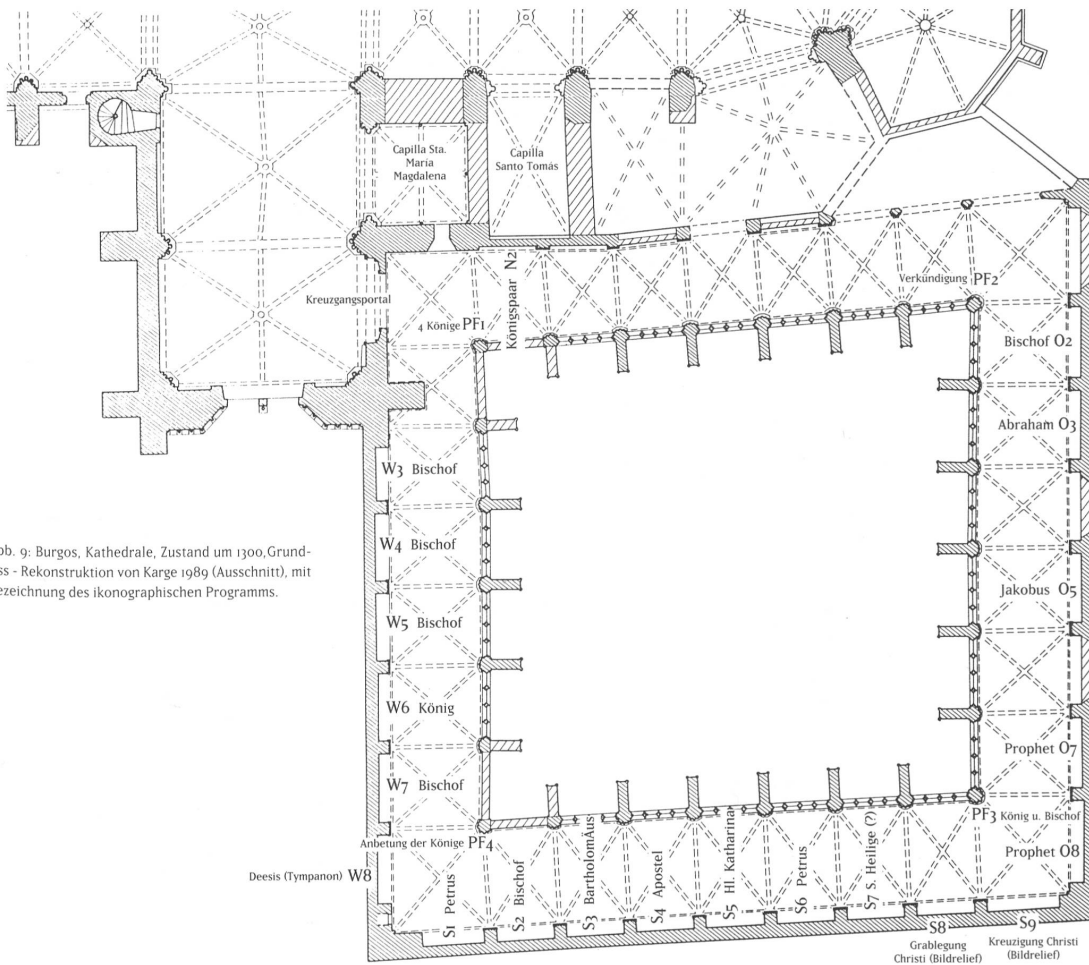 Capilla Sta.
María
Magdalena
Capilla
Santo Tomás
Kreuzgangsportal
4 Könige PF1
Königspaar N2
Verkündigung PF2
Bischof O2
Abraham O3
Jakobus O5
Prophet O7
PF3 König u. Bischof
Prophet O8
W3 Bischof
W4 Bischof
W5 Bischof
W6 König
W7 Bischof
Anbetung der Könige PF4
Deesis (Tympanon) W8
S1 Petrus
S2 Bischof
S3 BartholomÄus
S4 Apostel
S5 Hl. Katharina
S6 Petrus
S7 S. Heilige (?)
S8
Grablegung
Christi (Bildrelief)
S9
Kreuzigung Christi
(Bildrelief)
bb. 9: Burgos, Kathedrale, Zustand um 1300, Grund-
ss - Rekonstruktion von Karge 1989 (Ausschnitt), mit
ezeichnung des ikonographischen Programms.